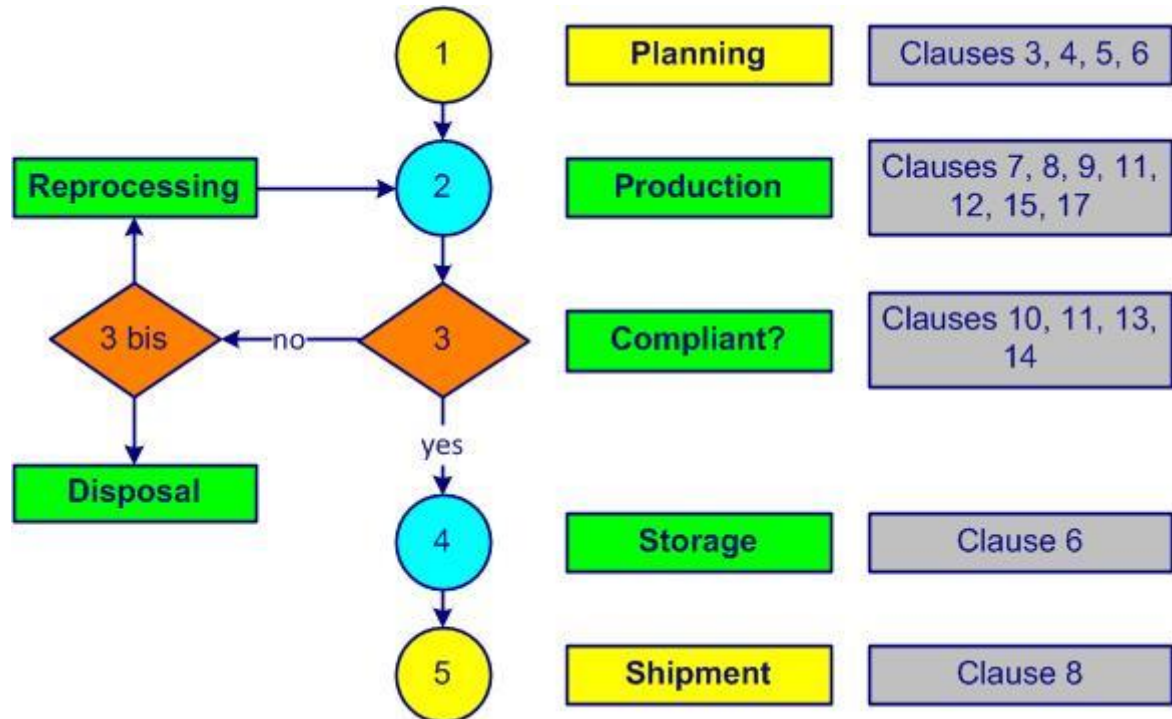 1
Planning
Clauses 3, 4, 5, 6
Reprocessing
2
Production
Clauses 7, 8, 9, 11,
12, 15, 17
3 bis
no
3
Compliant?
Clauses 10, 11, 13,
14
yes
Disposal
4
Storage
Clause 6
5
Shipment
Clause 8